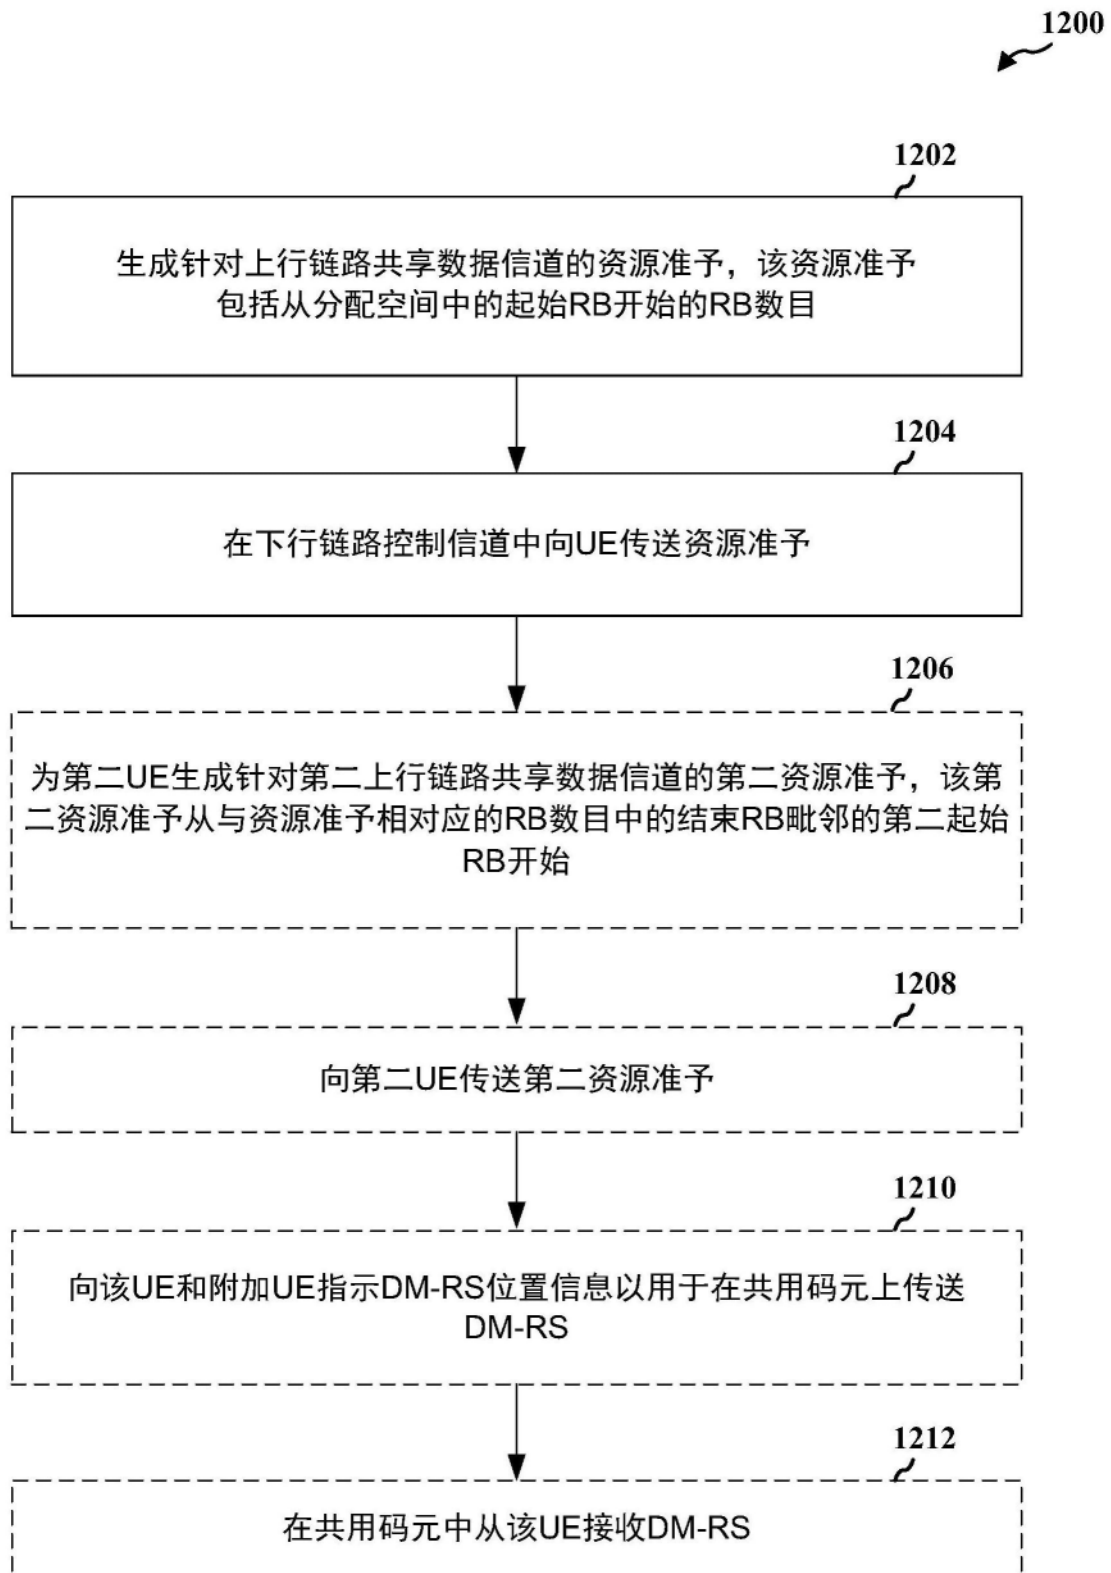 1200
1202
生成针对上行链路共享数据信道的资源准予，该资源准予
包括从分配空间中的起始RB开始的RB数目
1204
在下行链路控制信道中向UE传送资源准予
1206
为第二UE生成针对第二上行链路共享数据信道的第二资源准予，该第
二资源准予从与资源准予相对应的RB数目中的结束RB毗邻的第二起始
RB开始
1208
向第二UE传送第二资源准予
1210
向该UE和附加UE指示DM-RS位置信息以用于在共用码元上传送
DM-RS
1212
在共用码元中从该UE接收DM-RS